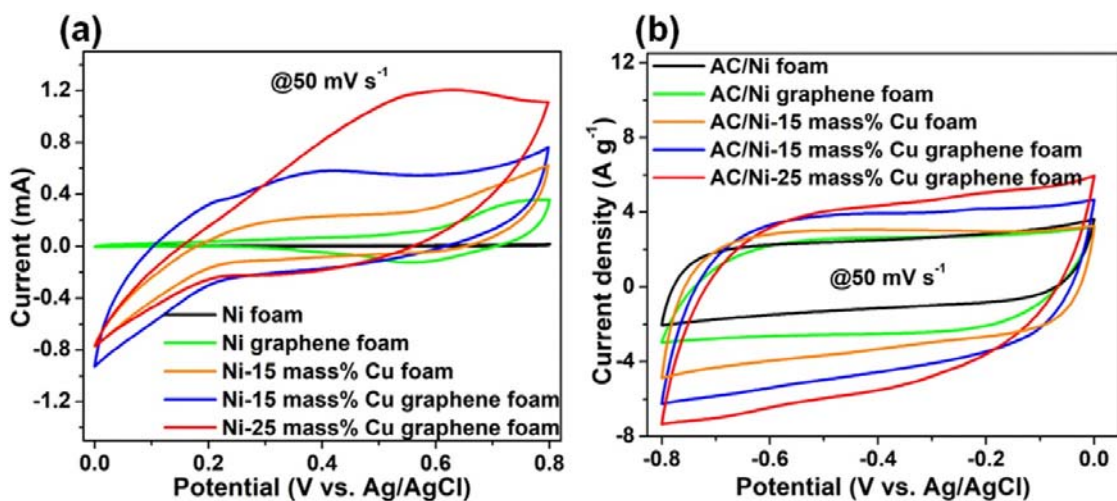 (a)
@50 mV s-1
Current (mA)
1.2
0.8
0.4
0.0
-0.4
-0.8
-1.2
Ni foam
Ni graphene foam
Ni-15 mass% Cu foam
Ni-15 mass% Cu graphene foam
Ni-25 mass% Cu graphene foam
0.0 0.2 0.4 0.6 0.8
Potential (V vs. Ag/AgCl)
(b)
Current density (A g-1)
12
8
4
0
-4
-8
AC/Ni foam
AC/Ni graphene foam
AC/Ni-15 mass% Cu foam
AC/Ni-15 mass% Cu graphene foam
AC/Ni-25 mass% Cu graphene foam
@50 mV s-1
-0.8 -0.6 -0.4 -0.2 0.0
Potential (V vs. Ag/AgCl)